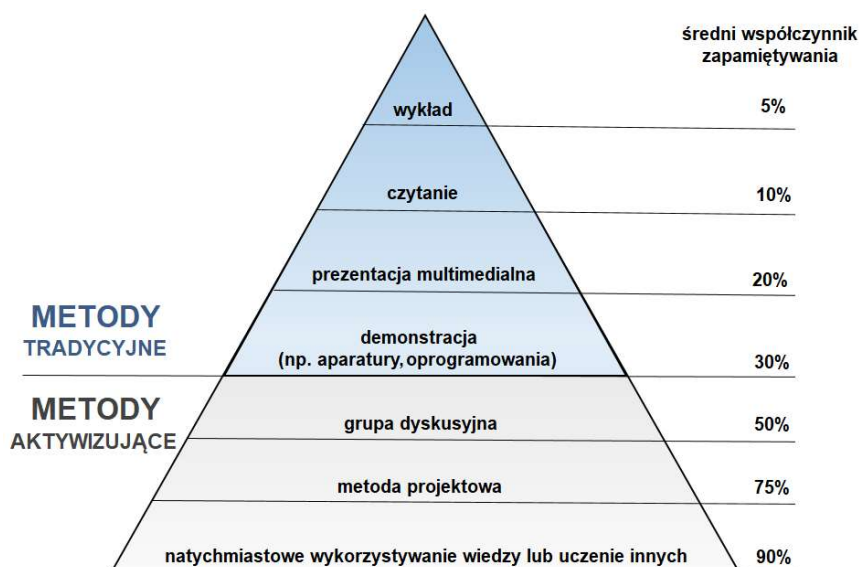 średni współczynnik
zapamiętywania
wykład 5%
czytanie 10%
prezentacja multimedialna 20%
METODY
TRADYCYJNE
demonstracja
(np. aparatury, oprogramowania) 30%
METODY
AKTYWIZUJĄCE
grupa dyskusyjna 50%
metoda projektowa 75%
natychmiastowe wykorzystywanie wiedzy lub uczenie innych 90%